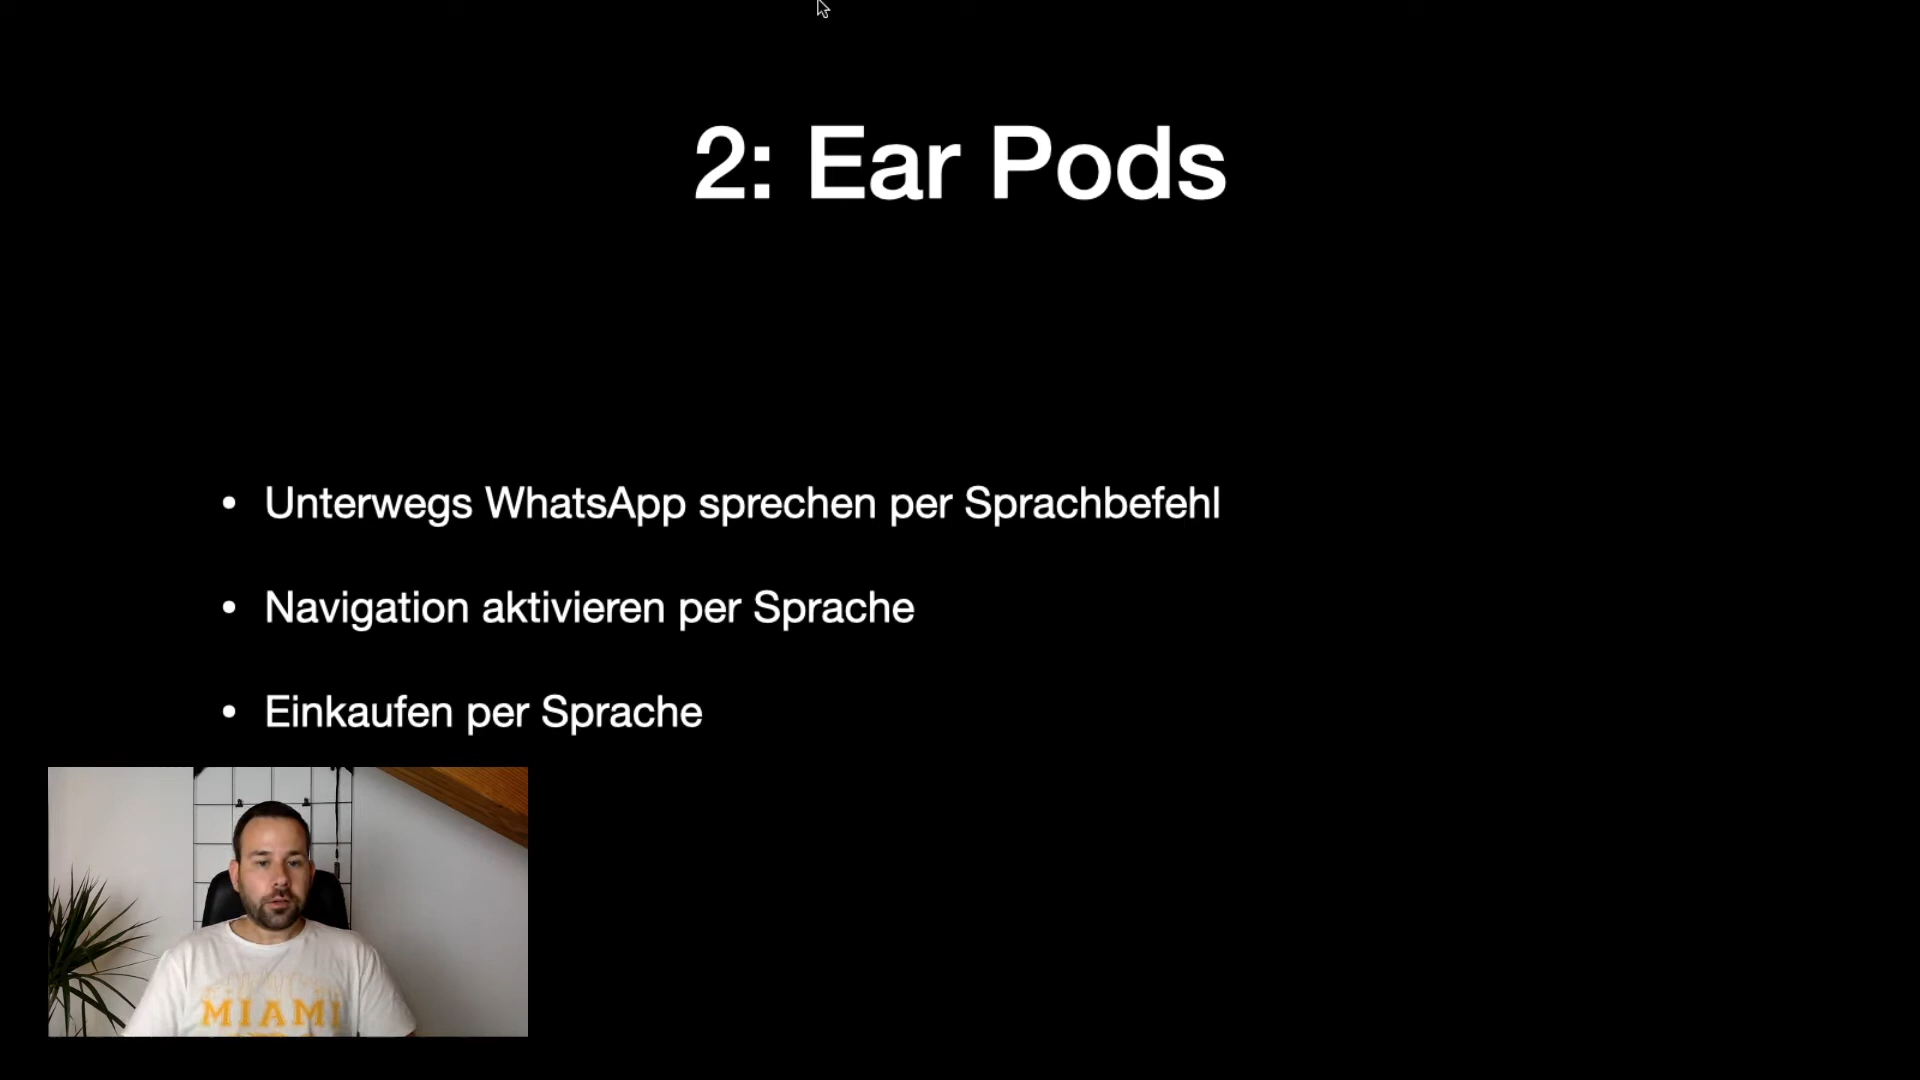 2: Ear Pods
• Unterwegs WhatsApp sprechen per Sprachbefehl
• Navigation aktivieren per Sprache
• Einkaufen per Sprache
MIAMI